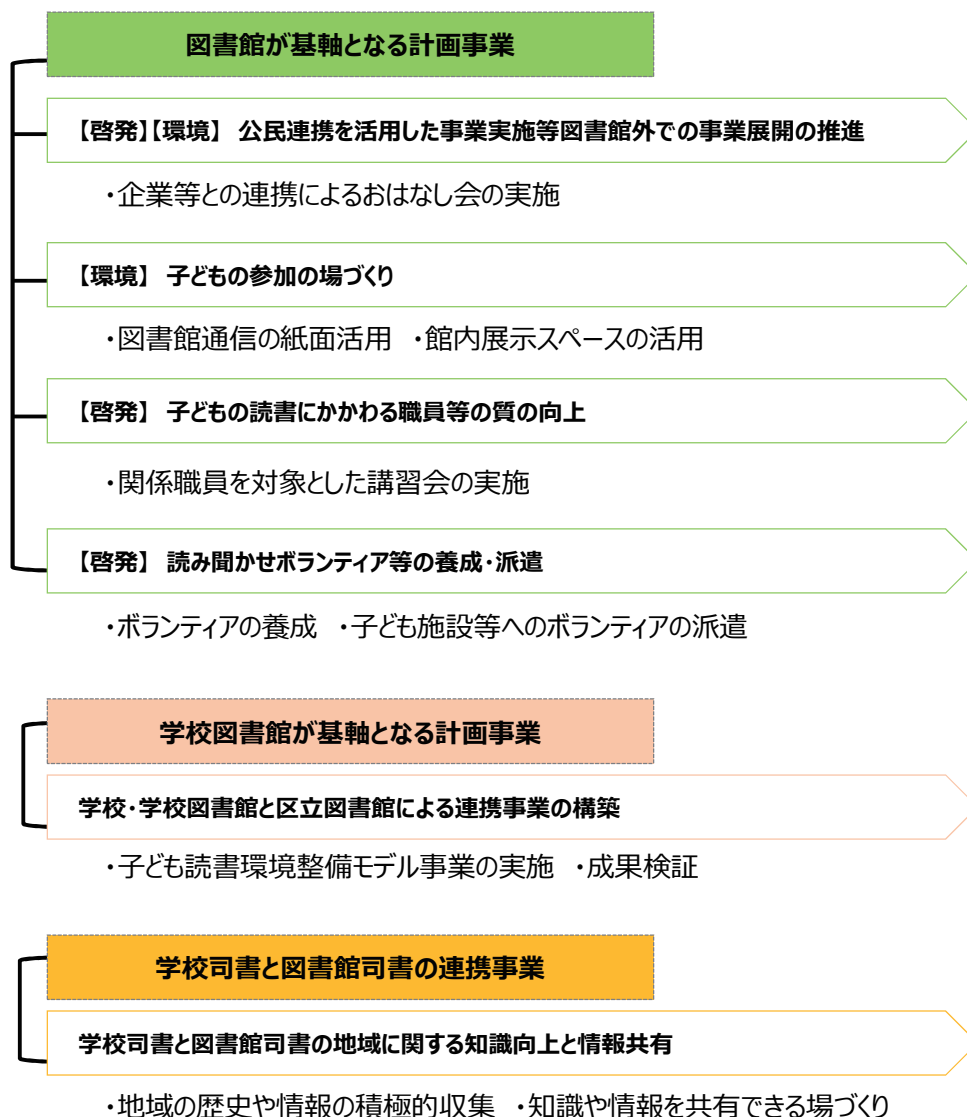 図書館が基軸となる計画事業
【啓発】【環境】 公民連携を活用した事業実施等図書館外での事業展開の推進
・企業等との連携によるおはなし会の実施
【環境】 子どもの参加の場づくり
・図書館通信の紙面活用 ・館内展示スペースの活用
【啓発】 子どもの読書にかかわる職員等の質の向上
・関係職員を対象とした講習会の実施
【啓発】 読み聞かせボランティア等の養成・派遣
・ボランティアの養成 ・子ども施設等へのボランティアの派遣
学校図書館が基軸となる計画事業
学校・学校図書館と区立図書館による連携事業の構築
・子ども読書環境整備モデル事業の実施 ・成果検証
学校司書と図書館司書の連携事業
学校司書と図書館司書の地域に関する知識向上と情報共有
・地域の歴史や情報の積極的収集 ・知識や情報を共有できる場づくり